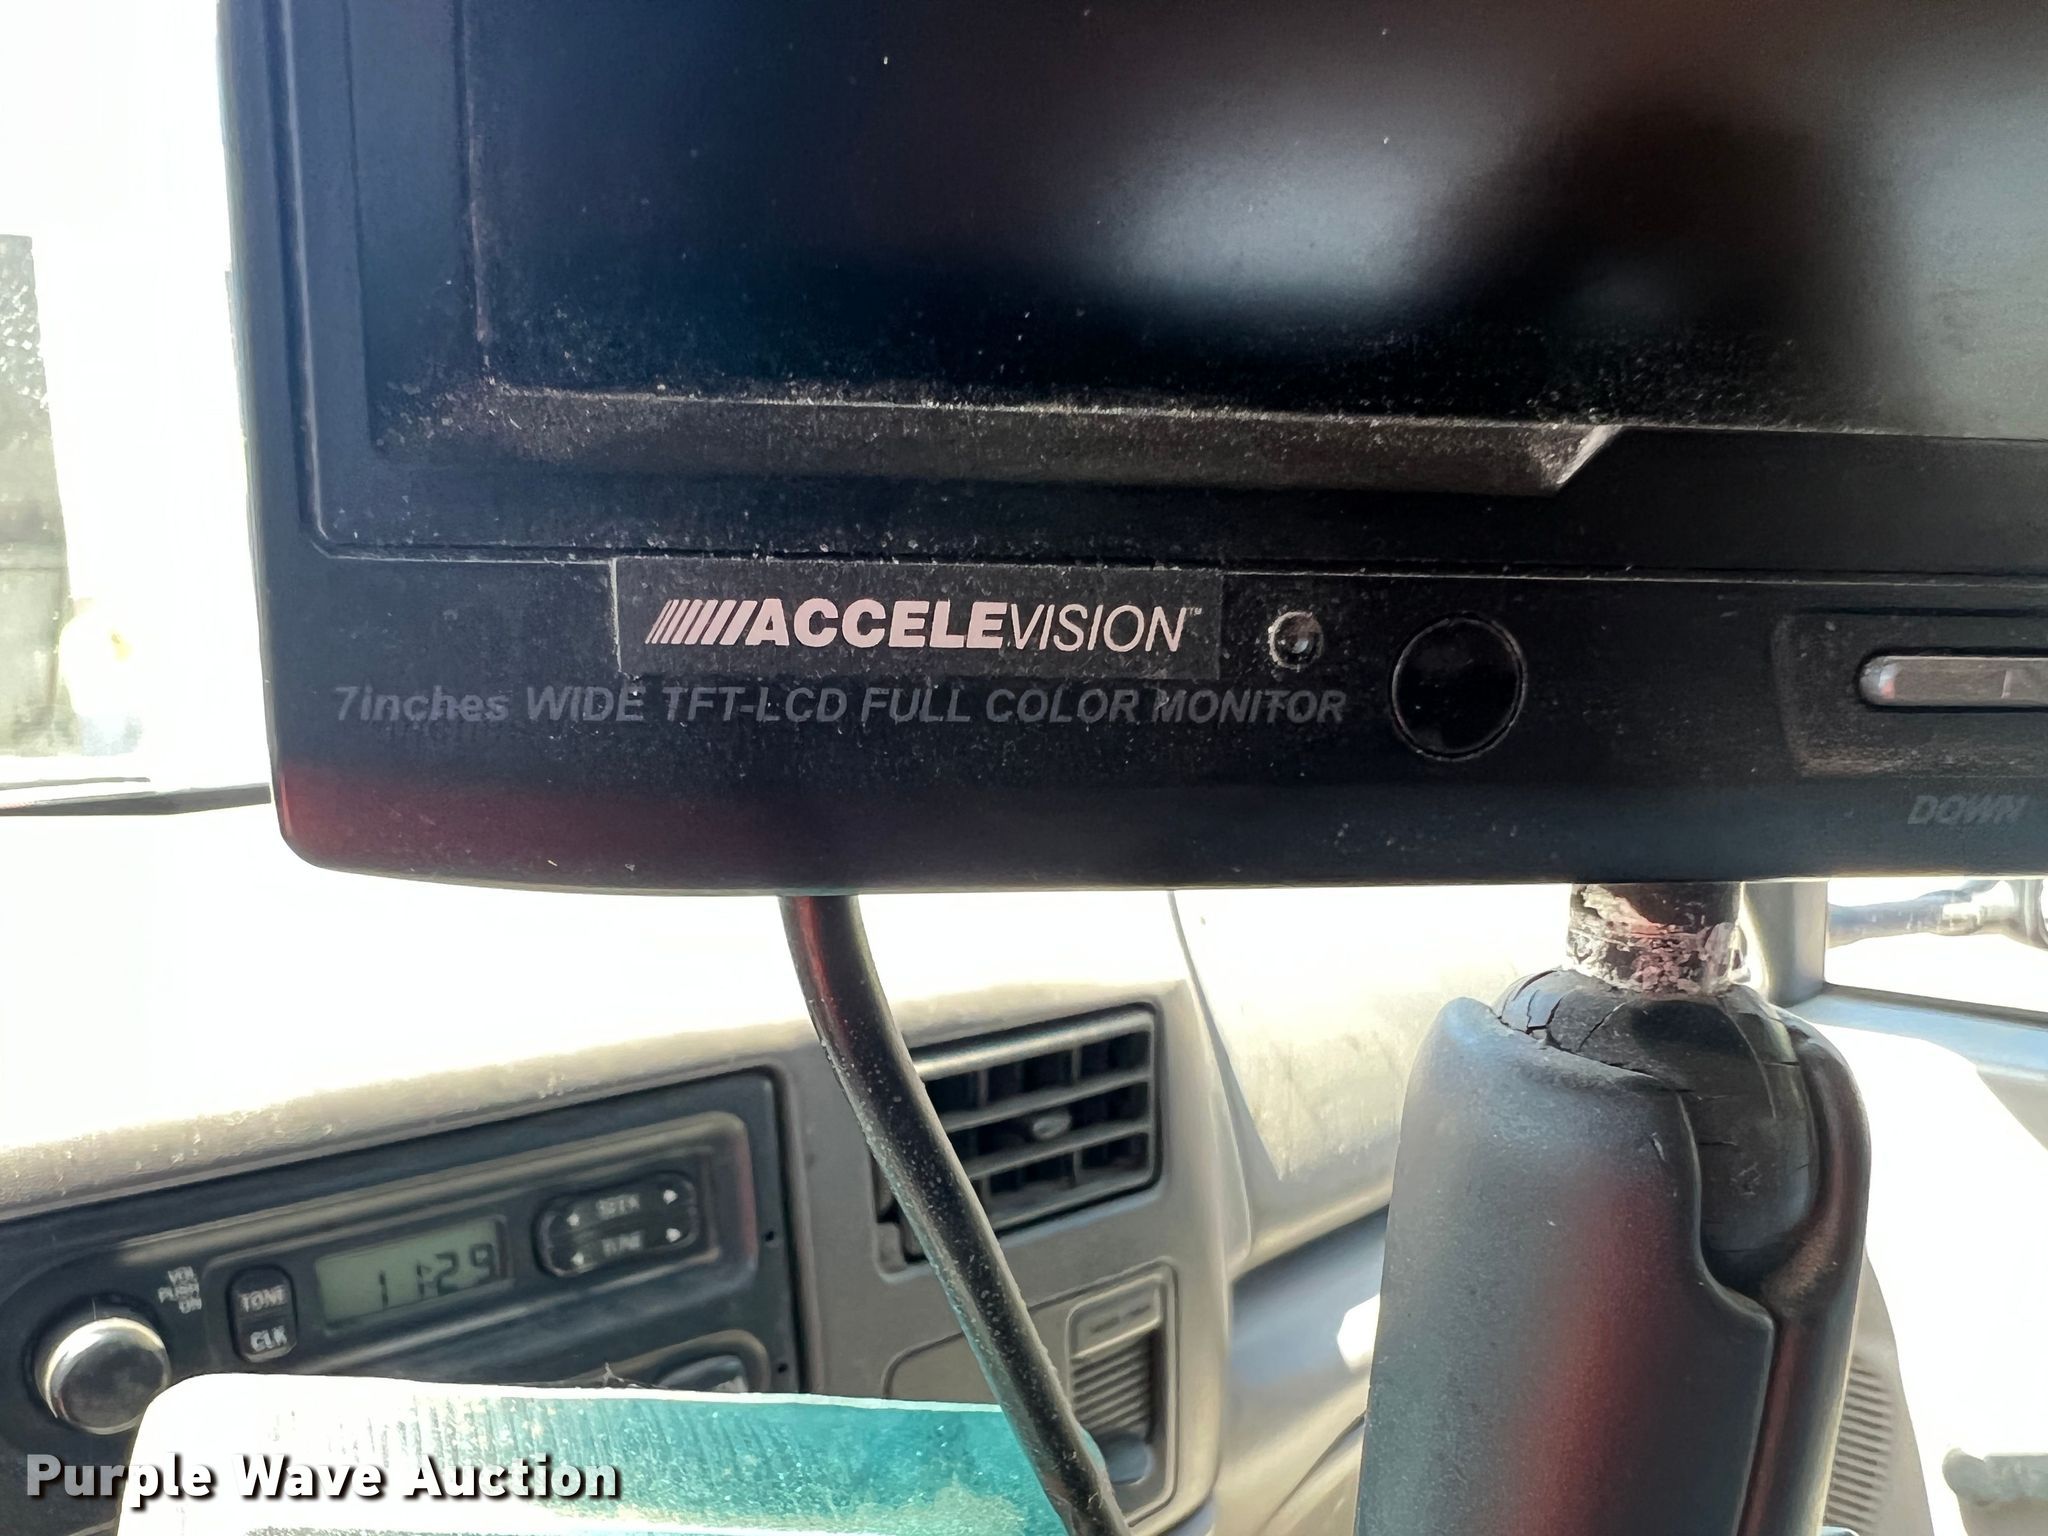 ACCELEVISION™
7inches WIDE TFT-LCD FULL COLOR MONITOR
DOWN
SEEK
TUNE
VOL
PUSH
ON
TONE
11:29
CLK
Purple Wave Auction